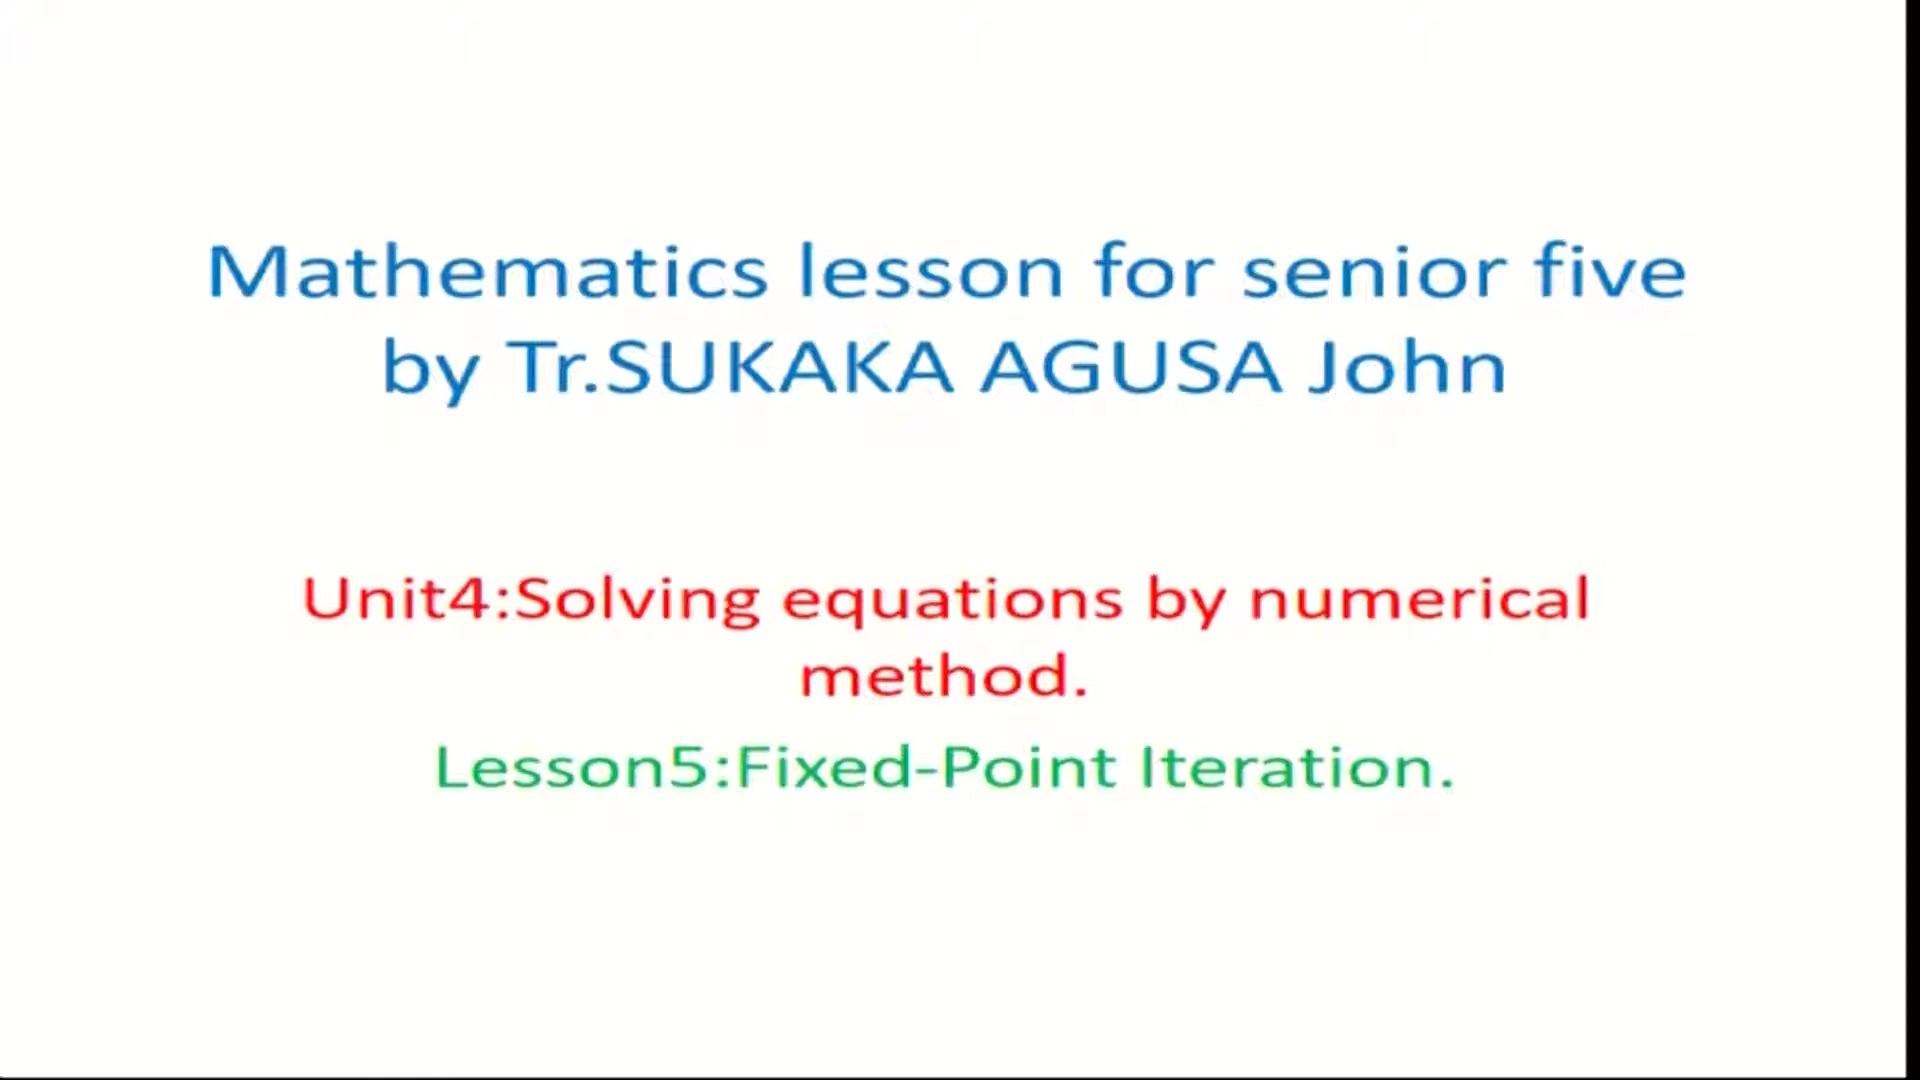 Mathematics lesson for senior five
by Tr.SUKAKA AGUSA John
Unit4:Solving equations by numerical
method.
Lesson5:Fixed-Point Iteration.